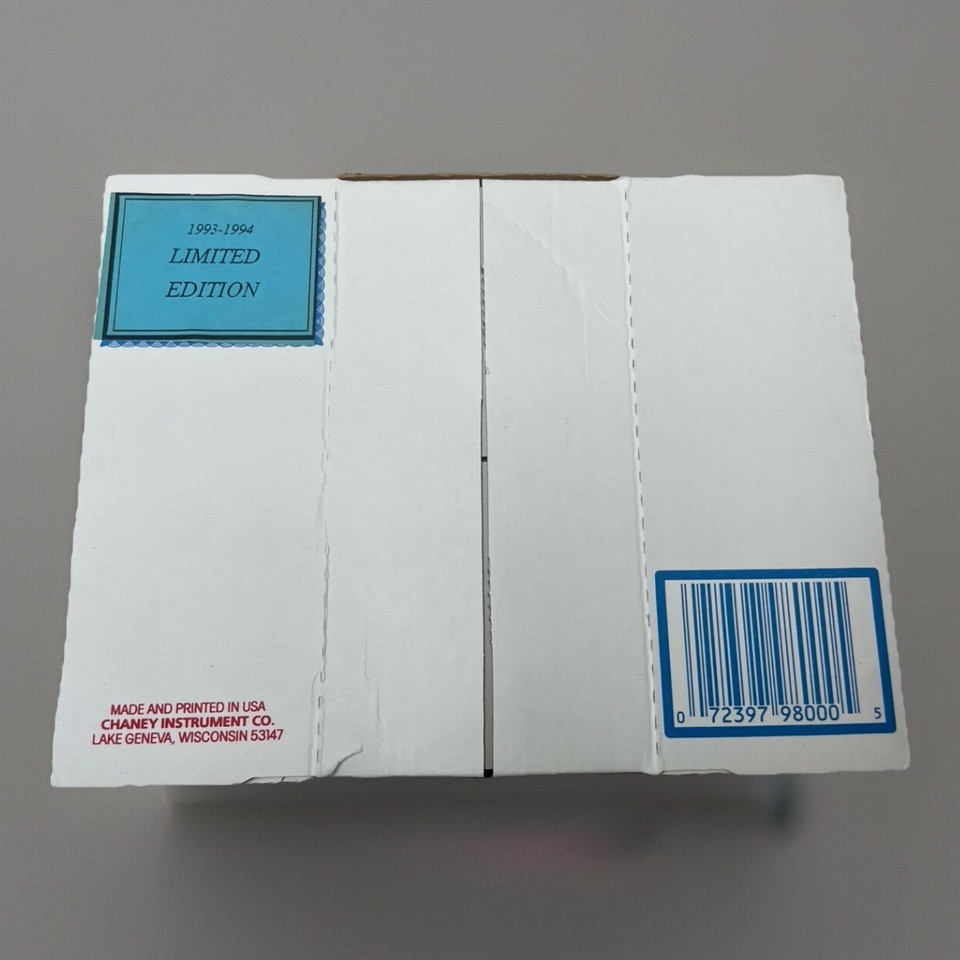 1993-1994
LIMITED
EDITION
MADE AND PRINTED IN USA
CHANEY INSTRUMENT CO.
LAKE GENEVA, WISCONSIN 53147
0 72397 98000 5